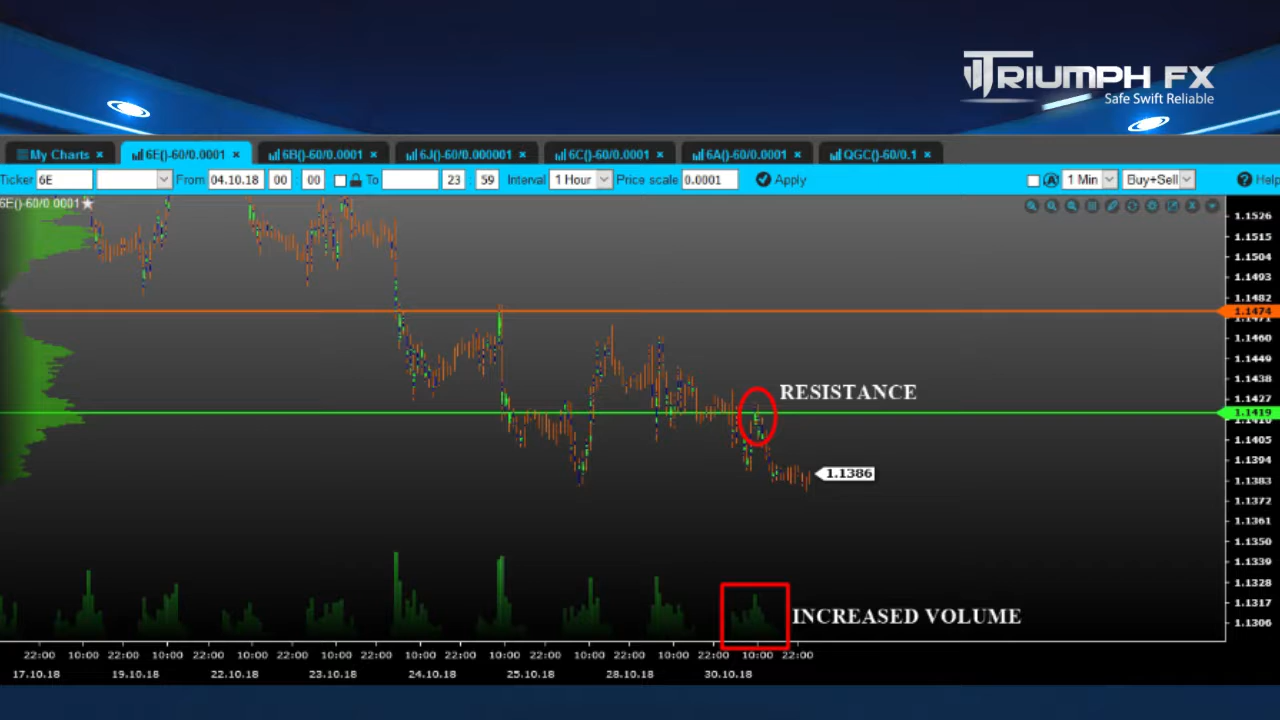 TRIUMPH FX
Safe Swift Reliable
My Charts × 6E()-60/0.0001 × 6B()-60/0.0001 × 6J()-60/0.000001 × 6C()-60/0.0001 × 6A()-60/0.0001 × QGC()-60/0.1 ×
Ticker 6E From 04.10.18 00 : 00 To 23 : 59 Interval 1 Hour Price scale 0.0001 Apply 1 Min Buy+Sell Help
6E()-60/0.0001
1.1526
1.1515
1.1504
1.1493
1.1482
1.1474
1.1471
1.1460
1.1449
1.1438
RESISTANCE
1.1427
1.1419
1.1405
1.1394
1.1386
1.1383
1.1372
1.1361
1.1350
1.1339
1.1328
1.1317
INCREASED VOLUME
1.1306
22:00 10:00 22:00 10:00 22:00 10:00 22:00 10:00 22:00 10:00 22:00 10:00 22:00 10:00 22:00 10:00 22:00
17.10.18 19.10.18 22.10.18 23.10.18 24.10.18 25.10.18 28.10.18 30.10.18